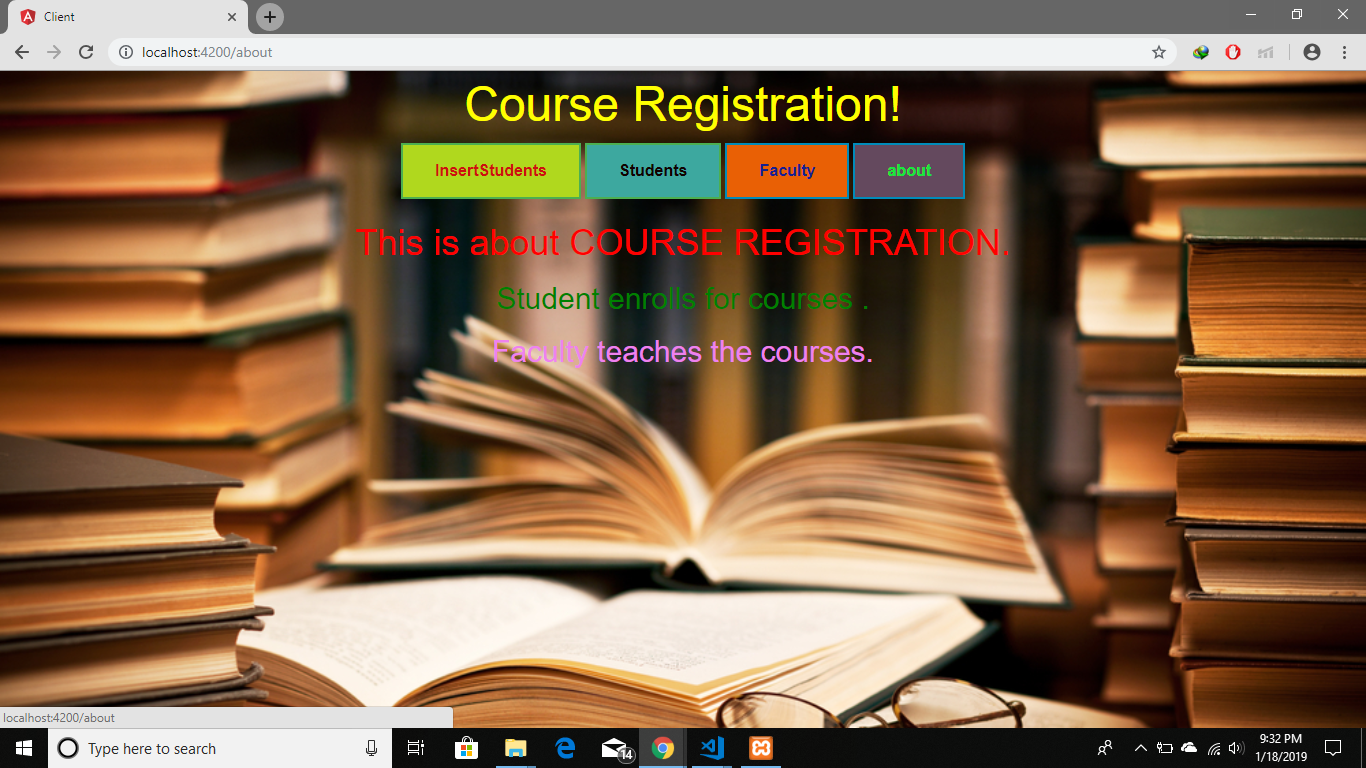 Client
localhost:4200/about
Course Registration!
InsertStudents
Students
Faculty
about
This is about COURSE REGISTRATION.
Student enrolls for courses .
Faculty teaches the courses.
localhost:4200/about
Type here to search
14
9:32 PM
1/18/2019